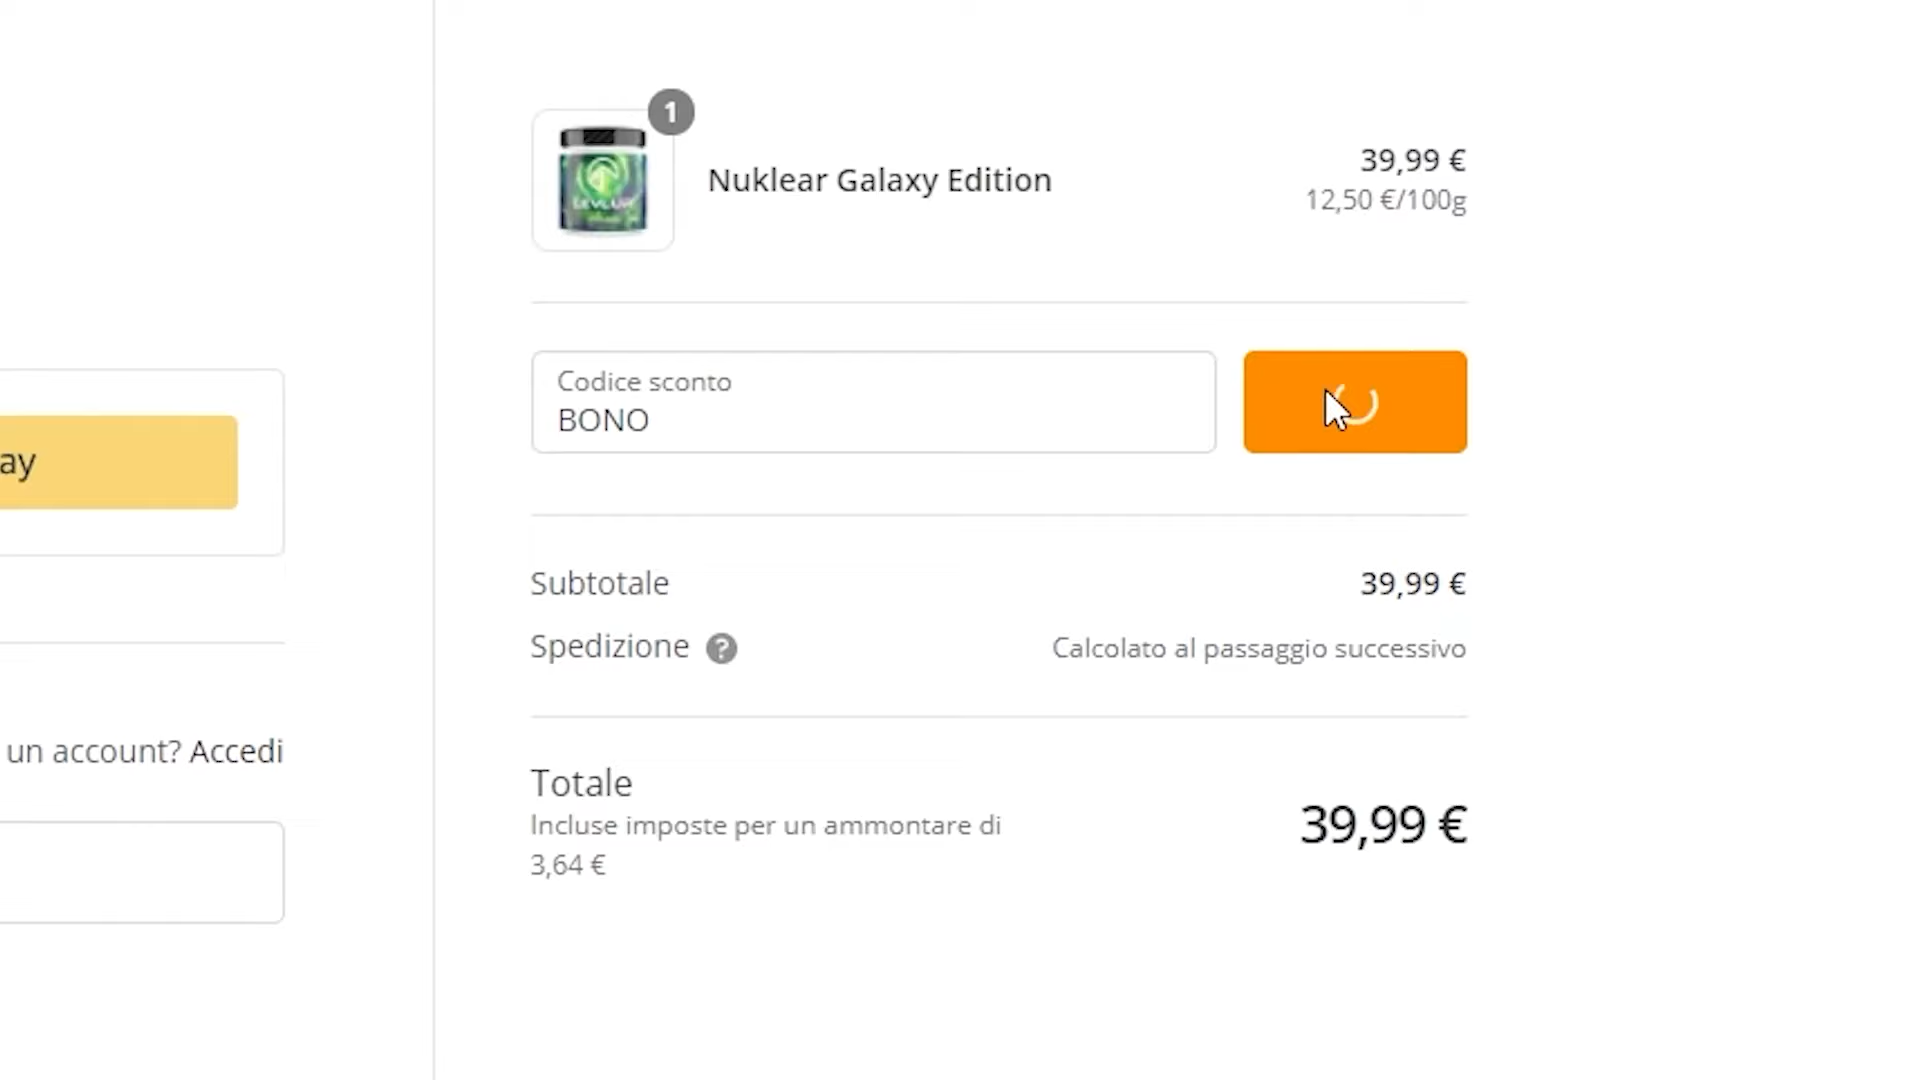 1
Nuklear Galaxy Edition
39,99 €
12,50 €/100g
Codice sconto
BONO
ay
Subtotale
39,99 €
Spedizione ?
Calcolato al passaggio successivo
un account? Accedi
Totale
Incluse imposte per un ammontare di
3,64 €
39,99 €